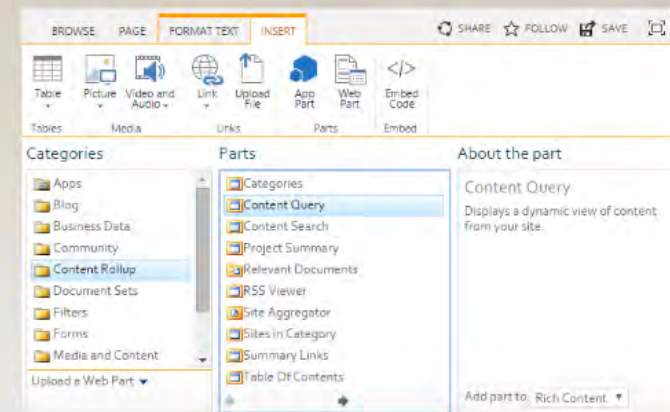 BROWSE PAGE FORMAT TEXT INSERT SHARE FOLLOW SAVE
Table Picture Video and Audio Link Upload File App Part Web Part Embed Code
Tables Media Links Parts Embed
Categories
Apps
Blog
Business Data
Community
Content Rollup
Document Sets
Filters
Forms
Media and Content
Upload a Web Part
Parts
Categories
Content Query
Content Search
Project Summary
Relevant Documents
RSS Viewer
Site Aggregator
Sites in Category
Summary Links
Table Of Contents
About the part
Content Query
Displays a dynamic view of content
from your site.
Add part to: Rich Content